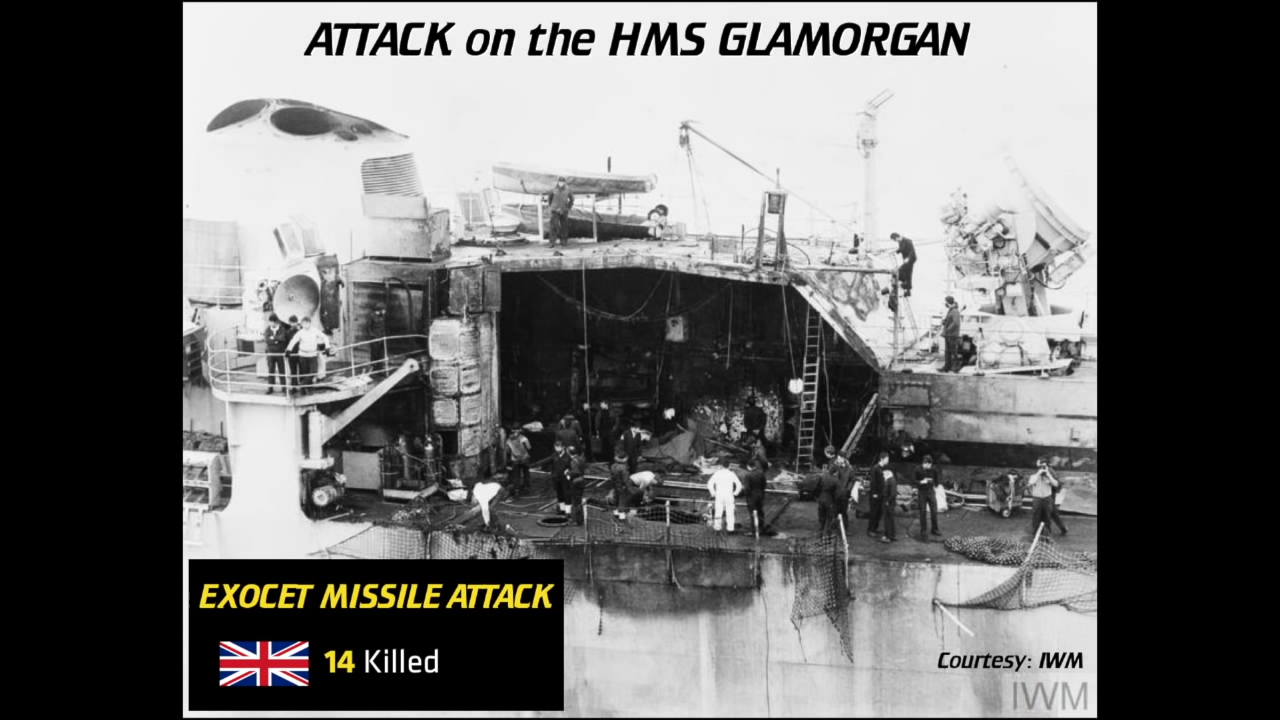 ATTACK on the HMS GLAMORGAN
EXOCET MISSILE ATTACK
14 Killed
Courtesy: IWM
IWM